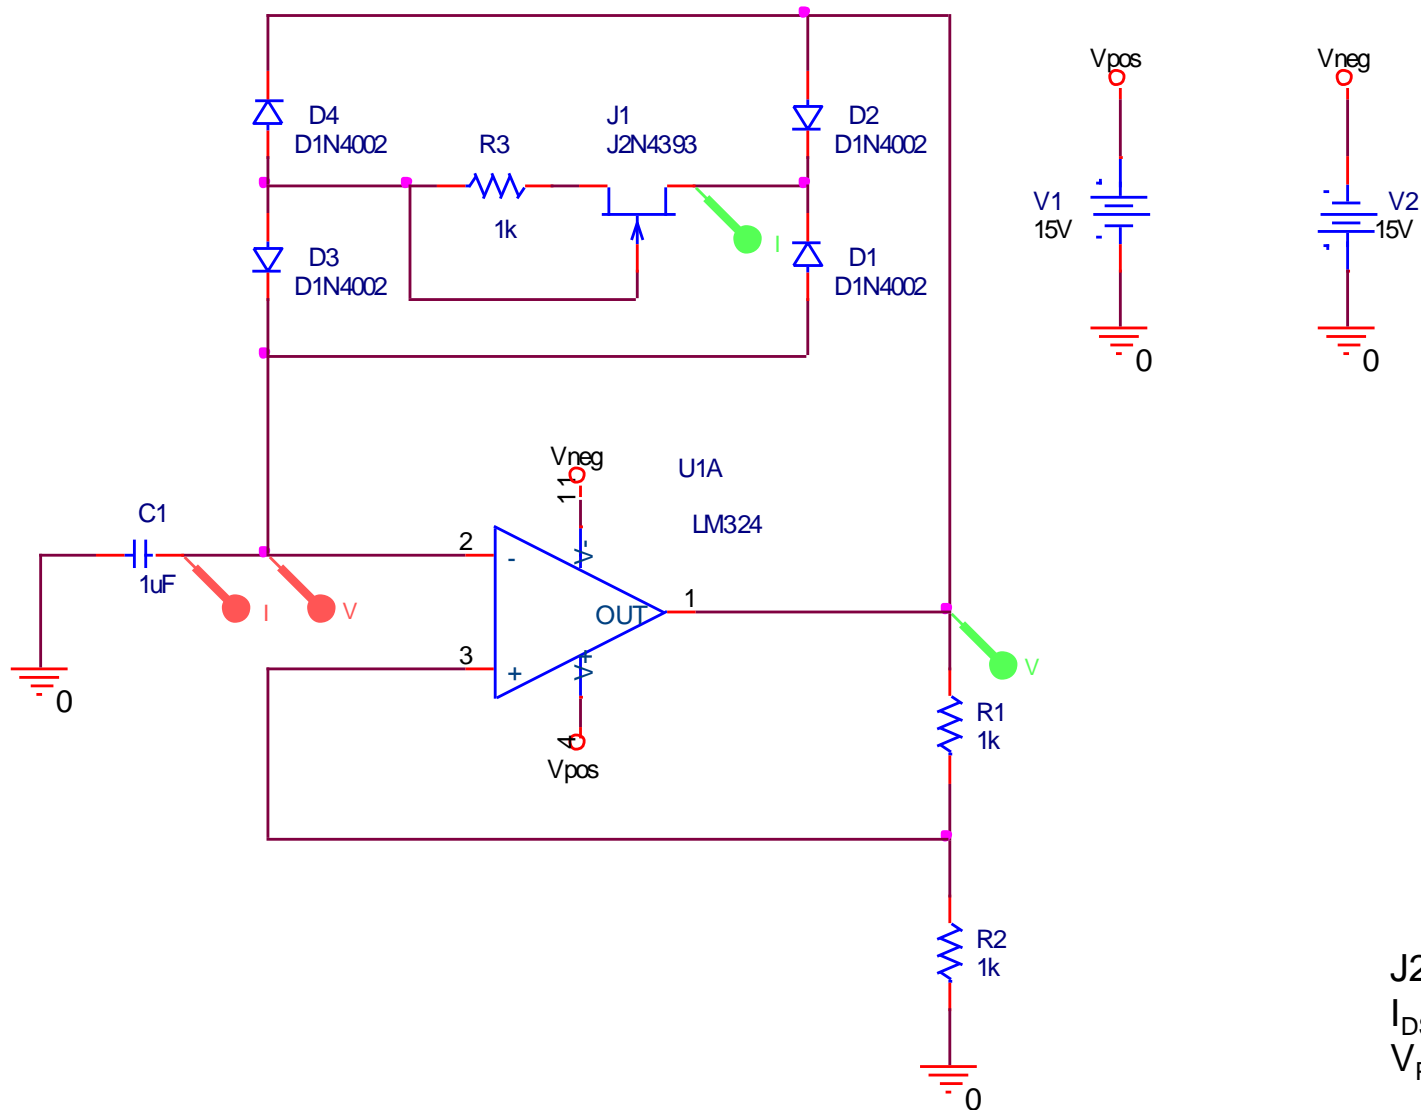 Vpos
Vneg
D4
D1N4002
R3
1k
J1
J2N4393
D2
D1N4002
V1
15V
V2
15V
D3
D1N4002
I
D1
D1N4002
0
0
Vneg
11
U1A
LM324
C1
1uF
I
V
2
-
V-
OUT
1
3
+
V+
4
Vpos
V
0
R1
1k
R2
1k
0